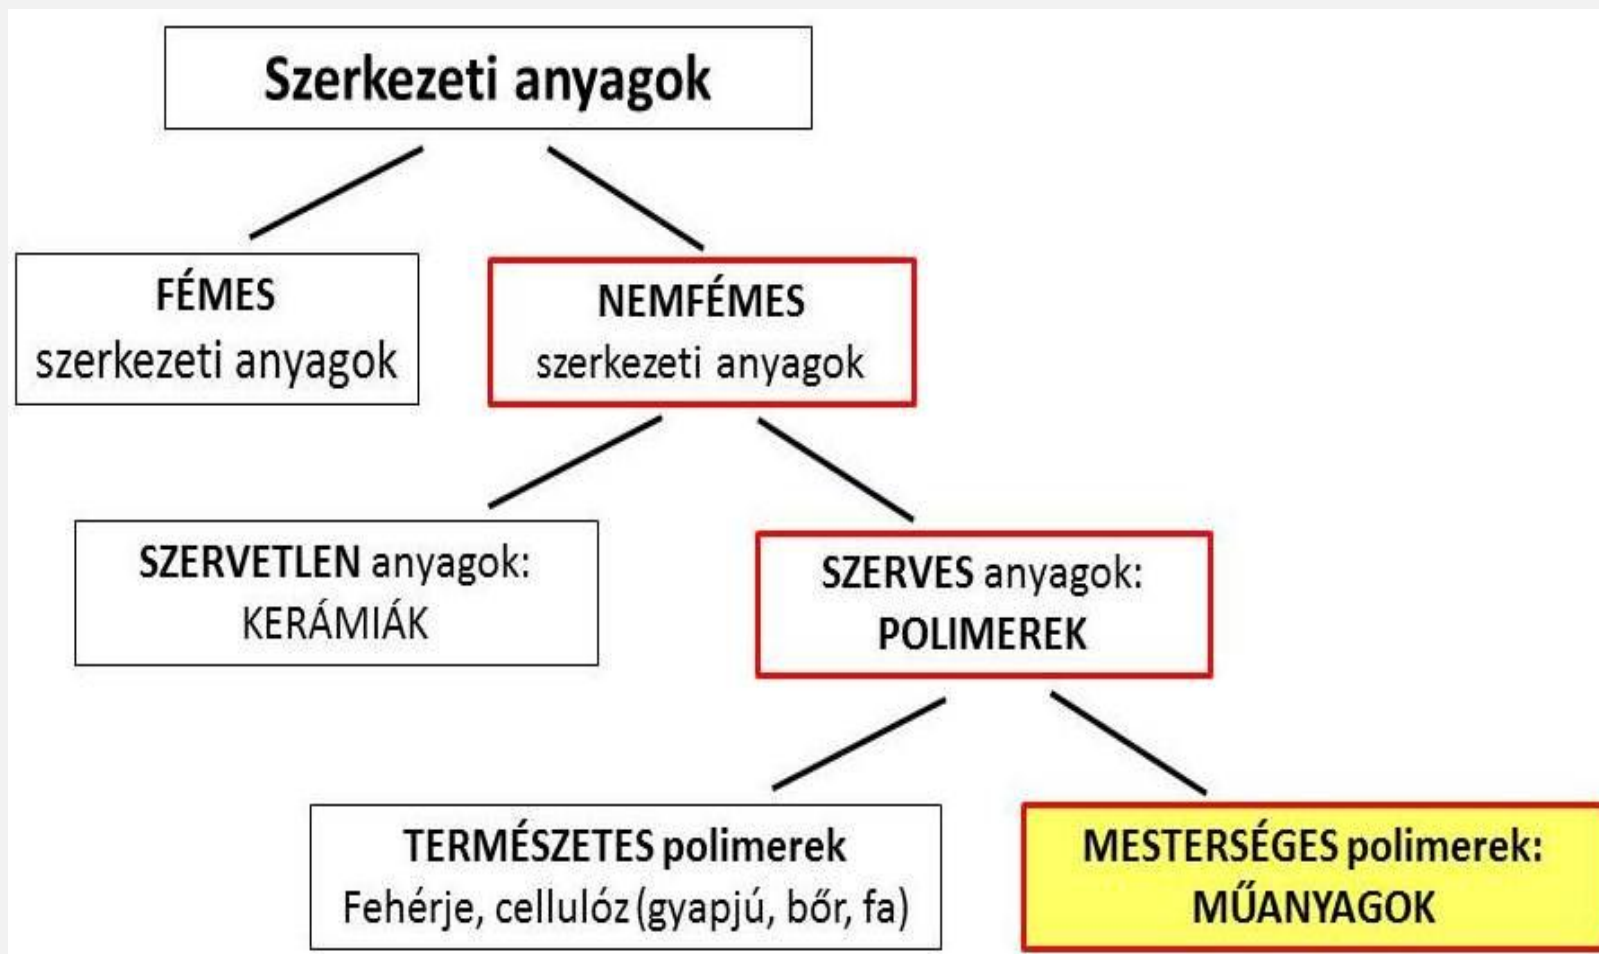 Szerkezeti anyagok
FÉMES
szerkezeti anyagok
NEMFÉMES
szerkezeti anyagok
SZERVETLEN anyagok:
KERÁMIÁK
SZERVES anyagok:
POLIMEREK
TERMÉSZETES polimerek
Fehérje, cellulóz (gyapjú, bőr, fa)
MESTERSÉGES polimerek:
MŰANYAGOK